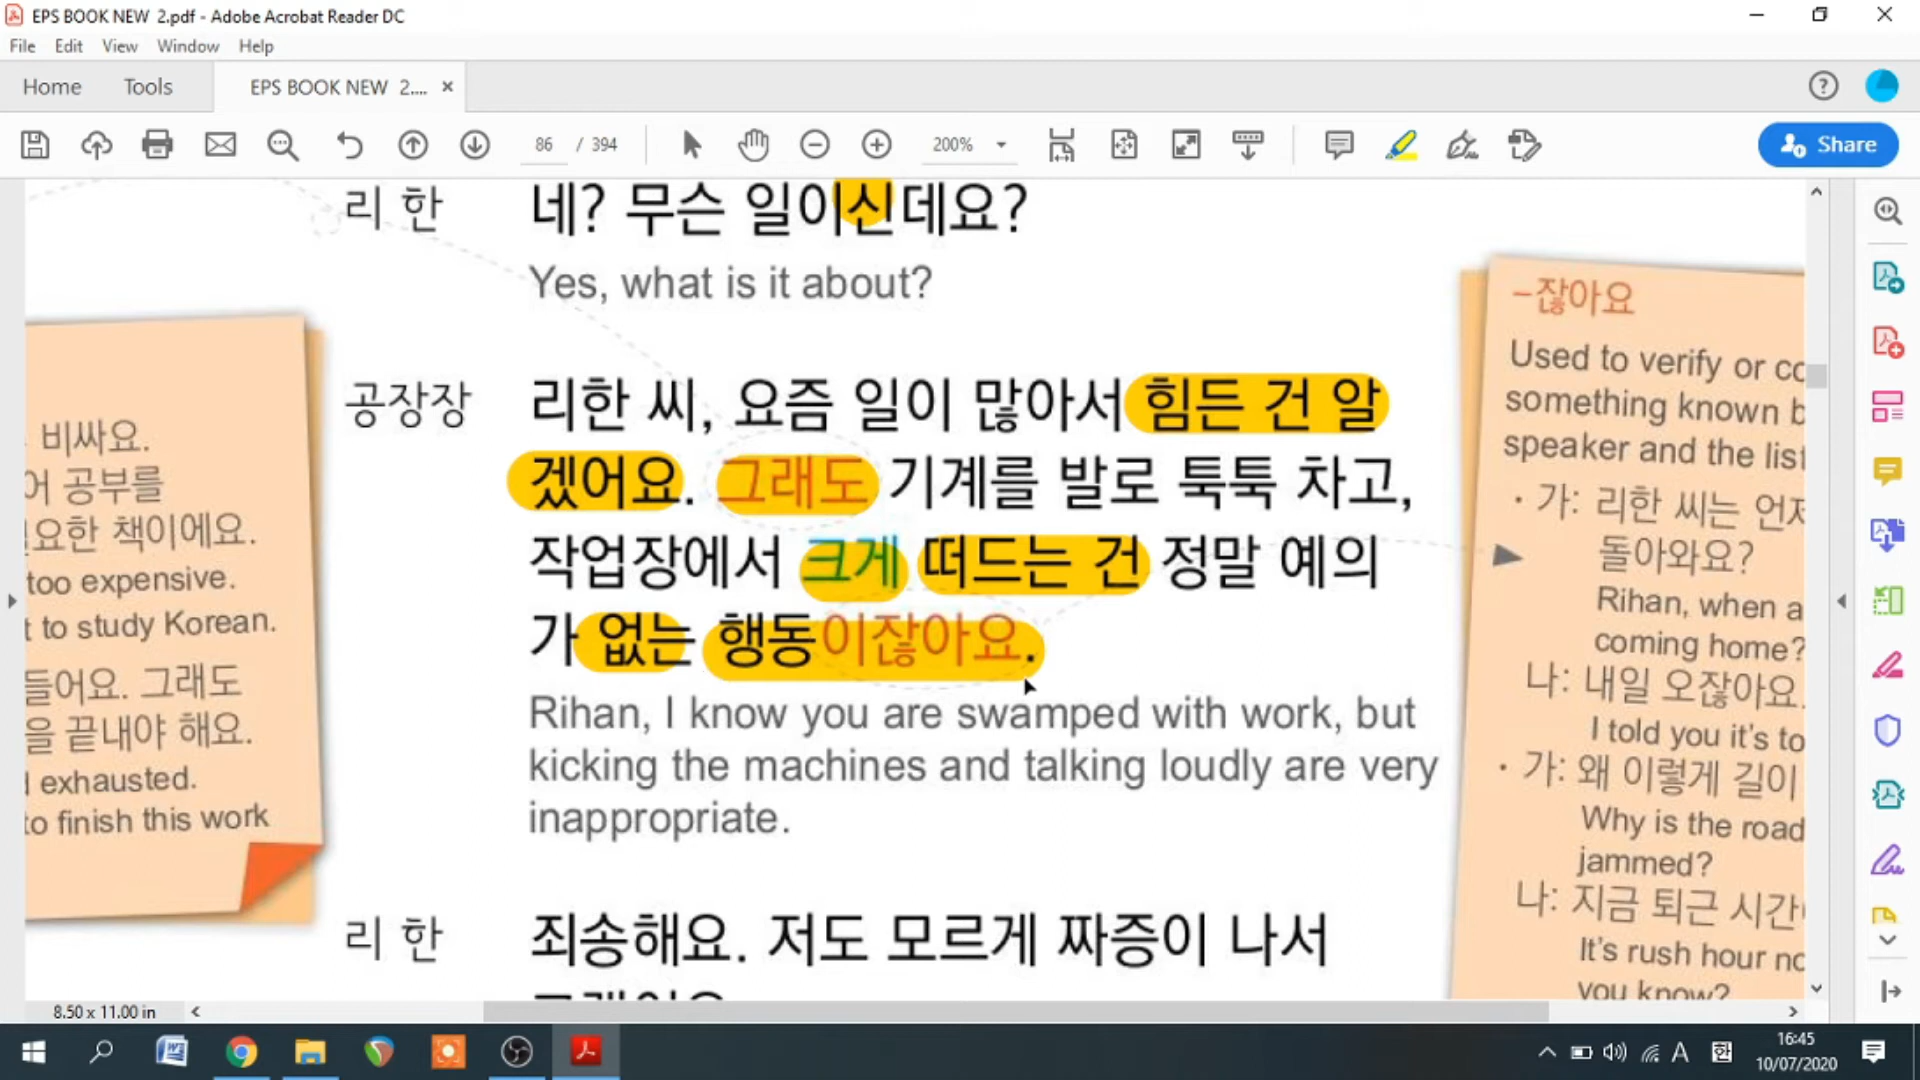 EPS BOOK NEW 2.pdf - Adobe Acrobat Reader DC
File Edit View Window Help
Home Tools EPS BOOK NEW 2.... ×
86 / 394 200% Share
리 한 네? 무슨 일이신데요?
Yes, what is it about?
공장장 리한 씨, 요즘 일이 많아서 힘든 건 알
겠어요. 그래도 기계를 발로 툭툭 차고,
작업장에서 크게 떠드는 건 정말 예의
가 없는 행동이잖아요.
Rihan, I know you are swamped with work, but
kicking the machines and talking loudly are very
inappropriate.
리 한 죄송해요. 저도 모르게 짜증이 나서
비싸요.
어 공부를
요한 책이에요.
too expensive.
t to study Korean.
들어요. 그래도
을 끝내야 해요.
exhausted.
to finish this work
-잖아요
Used to verify or co
something known b
speaker and the list
· 가: 리한 씨는 언제
돌아와요?
Rihan, when a
coming home?
나: 내일 오잖아요.
I told you it's to
· 가: 왜 이렇게 길이
Why is the road
jammed?
나: 지금 퇴근 시간
It's rush hour no
you know?
8.50 x 11.00 in
A 한 16:45
10/07/2020